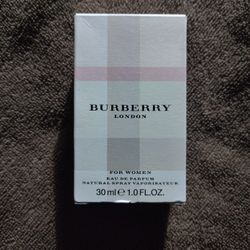 BURBERRY
LONDON
FOR WOMEN
EAU DE PARFUM
NATURAL SPRAY VAPORISATEUR
30 ml ℮ 1.0 FL.OZ.